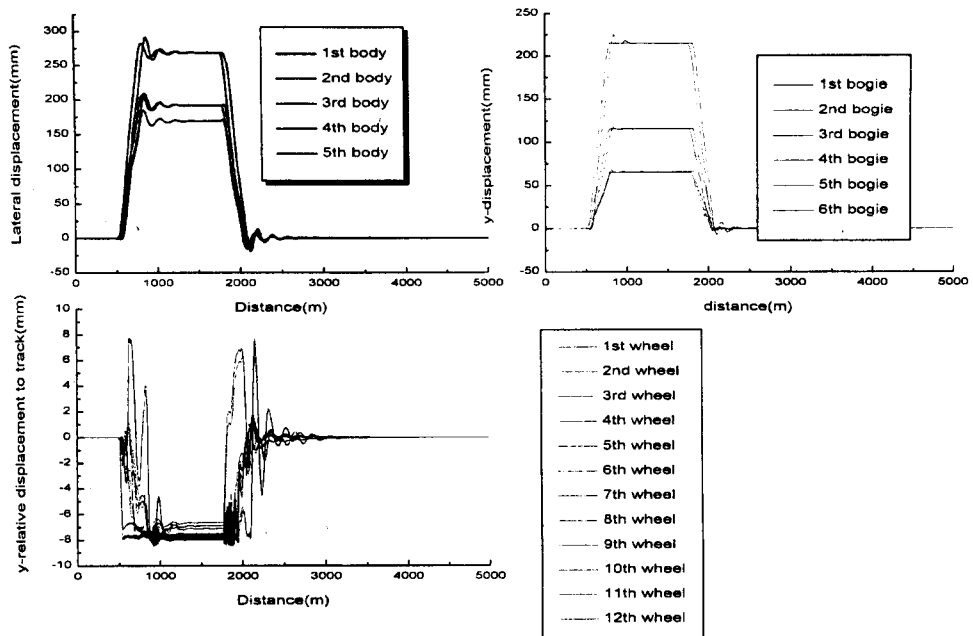 Lateral displacement(mm)
300
250
200
150
100
50
0
-50
0
1000
2000
3000
4000
5000
Distance(m)
1st body
2nd body
3rd body
4th body
5th body
y-displacement(mm)
250
200
150
100
50
0
-50
0
1000
2000
3000
4000
5000
distance(m)
1st bogie
2nd bogie
3rd bogie
4th bogie
5th bogie
6th bogie
y-relative displacement to track(mm)
10
8
6
4
2
0
-2
-4
-6
-8
-10
0
1000
2000
3000
4000
5000
Distance(m)
1st wheel
2nd wheel
3rd wheel
4th wheel
5th wheel
6th wheel
7th wheel
8th wheel
9th wheel
10th wheel
11th wheel
12th wheel